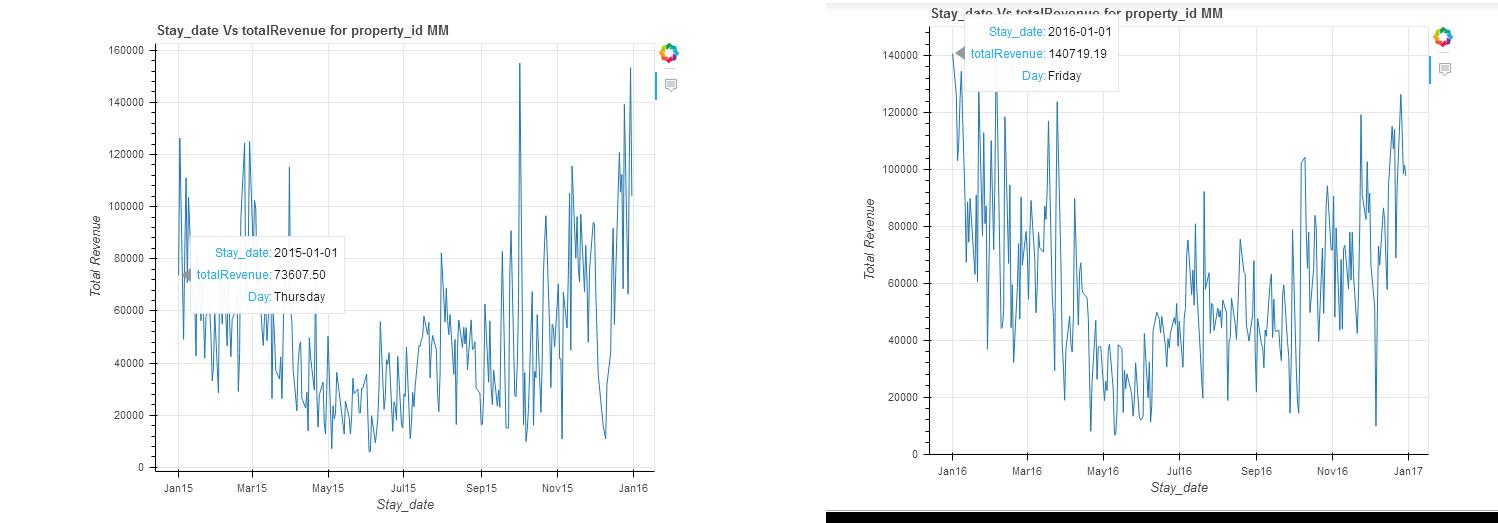 Stay_date Vs totalRevenue for property_id MM
160000
140000
120000
100000
80000
60000
40000
20000
0
Total Revenue
Stay_date: 2015-01-01
totalRevenue: 73607.50
Day: Thursday
Jan15 Mar15 May15 Jul15 Sep15 Nov15 Jan16
Stay_date
Stay_date Vs totalRevenue for property_id MM
Stay_date: 2016-01-01
totalRevenue: 140719.19
Day: Friday
140000
120000
100000
80000
60000
40000
20000
0
Total Revenue
Jan16 Mar16 May16 Jul16 Sep16 Nov16 Jan17
Stay_date